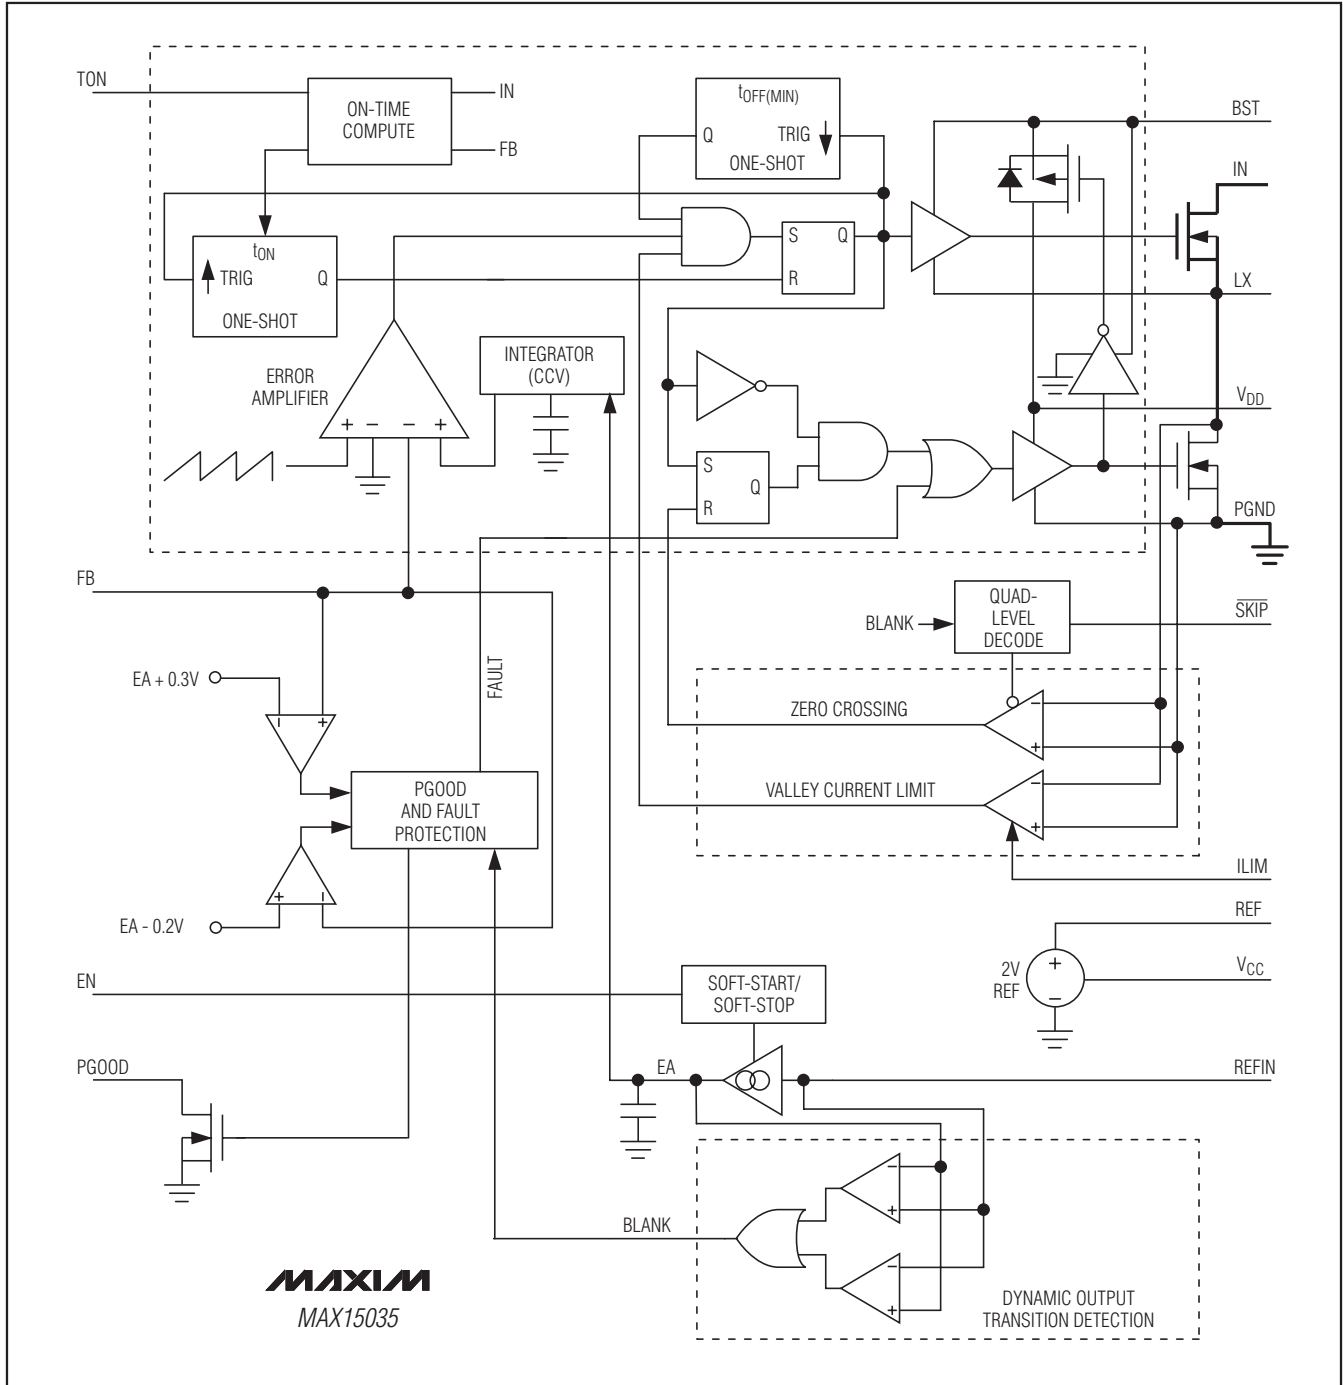 TON
ON-TIME
COMPUTE
IN
FB
tOFF(MIN)
Q
TRIG
ONE-SHOT
BST
IN
tON
TRIG
Q
ONE-SHOT
S
Q
R
LX
ERROR
AMPLIFIER
+ − − +
INTEGRATOR
(CCV)
VDD
S
Q
R
PGND
FB
BLANK
QUAD-
LEVEL
DECODE
SKIP
EA + 0.3V
− +
FAULT
ZERO CROSSING
−
+
PGOOD
AND FAULT
PROTECTION
VALLEY CURRENT LIMIT
−
+
ILIM
+ −
EA - 0.2V
REF
2V
REF
+
−
VCC
EN
SOFT-START/
SOFT-STOP
PGOOD
EA
REFIN
−
+
BLANK
−
+
DYNAMIC OUTPUT
TRANSITION DETECTION
MAXIM
MAX15035